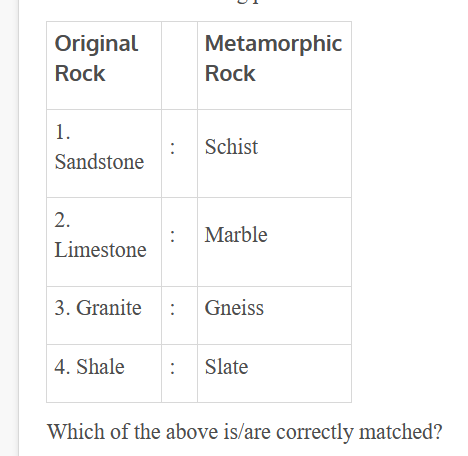 Original Metamorphic
Rock Rock
1.
Sandstone : Schist
2.
Limestone : Marble
3. Granite : Gneiss
4. Shale : Slate
Which of the above is/are correctly matched?